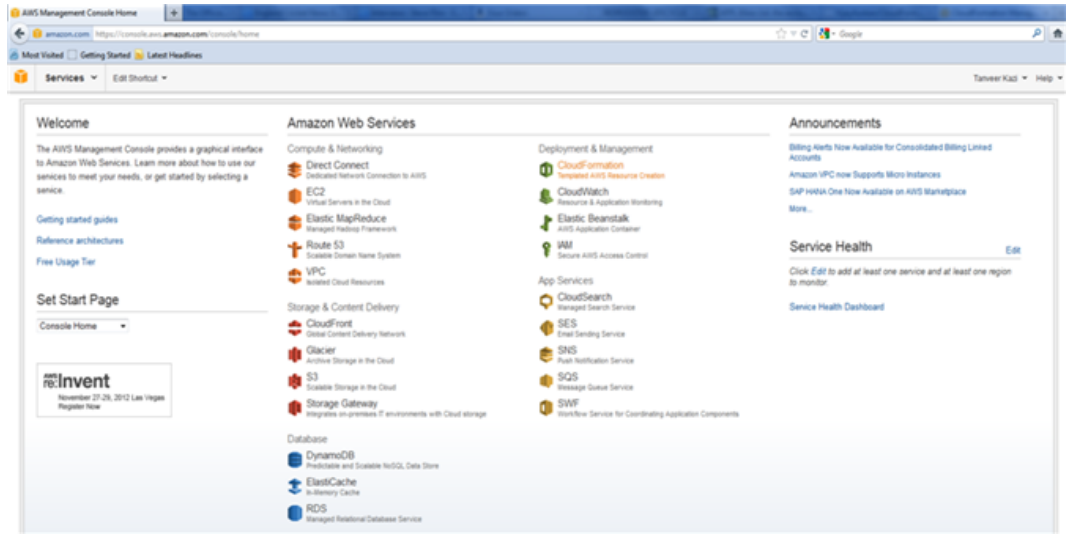 AWS Management Console Home
+
amazon.com https://console.aws.amazon.com/console/home
Google
Most Visited Getting Started Latest Headlines
Services Edit Shortcut
Tanveer Kazi Help
Welcome
The AWS Management Console provides a graphical interface
to Amazon Web Services. Learn more about how to use our
services to meet your needs, or get started by selecting a
service.
Getting started guides
Reference architectures
Free Usage Tier
Set Start Page
Console Home
AWS
re:Invent
November 27-29, 2012 Las Vegas
Register Now
Amazon Web Services
Compute & Networking
Direct Connect
Dedicated Network Connection to AWS
EC2
Virtual Servers in the Cloud
Elastic MapReduce
Managed Hadoop Framework
Route 53
Scalable Domain Name System
VPC
Isolated Cloud Resources
Storage & Content Delivery
CloudFront
Global Content Delivery Network
Glacier
Archive Storage in the Cloud
S3
Scalable Storage in the Cloud
Storage Gateway
Integrates on-premises IT environments with Cloud storage
Database
DynamoDB
Predictable and Scalable NoSQL Data Store
ElastiCache
In-Memory Cache
RDS
Managed Relational Database Service
Deployment & Management
CloudFormation
Templated AWS Resource Creation
CloudWatch
Resource & Application Monitoring
Elastic Beanstalk
AWS Application Container
IAM
Secure AWS Access Control
App Services
CloudSearch
Managed Search Service
SES
Email Sending Service
SNS
Push Notification Service
SQS
Message Queue Service
SWF
Workflow Service for Coordinating Application Components
Announcements
Billing Alerts Now Available for Consolidated Billing Linked
Accounts
Amazon VPC now Supports Micro Instances
SAP HANA One Now Available on AWS Marketplace
More...
Service Health
Edit
Click Edit to add at least one service and at least one region
to monitor.
Service Health Dashboard